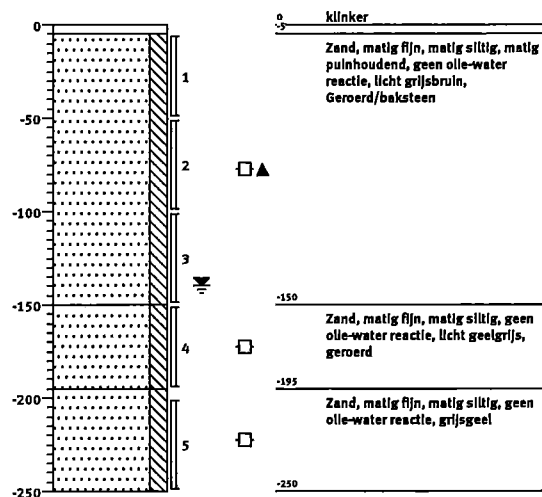 0
-50
-100
-150
-200
-250
1
2
3
4
5
0
klinker
-5
Zand, matig fijn, matig siltig, matig
puinhoudend, geen olie-water
reactie, licht grijsbruin,
Geroerd/baksteen
-150
Zand, matig fijn, matig siltig, geen
olie-water reactie, licht geelgrijs,
geroerd
-195
Zand, matig fijn, matig siltig, geen
olie-water reactie, grijsgeel
-250